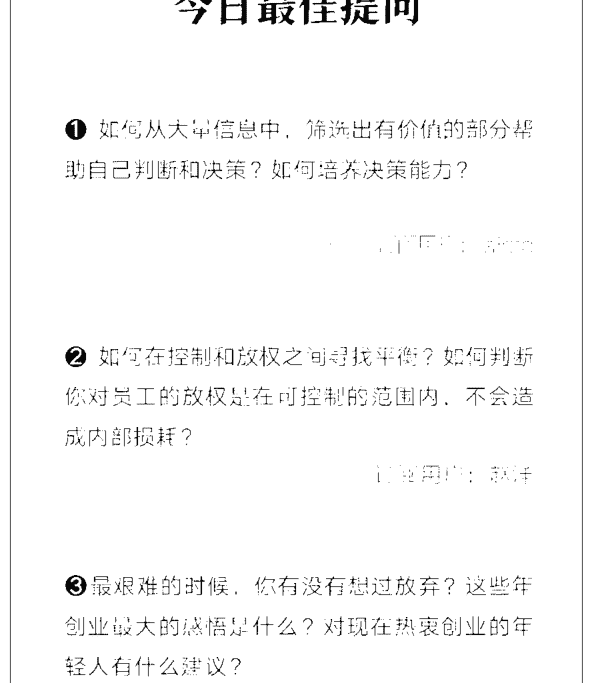 今日最佳提问
❶ 如何从大量信息中，筛选出有价值的部分帮
助自己判断和决策？如何培养决策能力？
❷ 如何在控制和放权之间寻找平衡？如何判断
你对员工的放权是在可控制的范围内，不会造
成内部损耗？
订阅用户：
❸最艰难的时候，你有没有想过放弃？这些年
创业最大的感悟是什么？对现在热衷创业的年
轻人有什么建议？